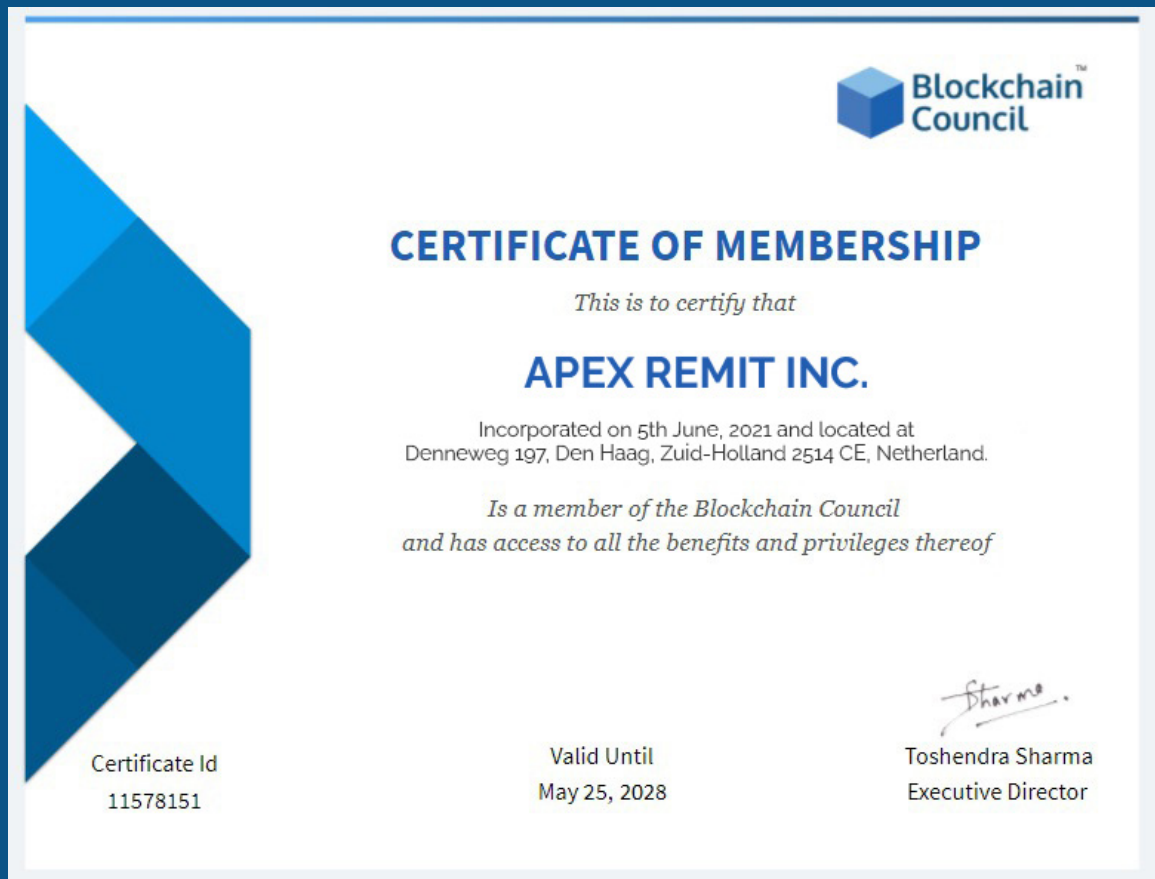 Blockchain™
Council
CERTIFICATE OF MEMBERSHIP
This is to certify that
APEX REMIT INC.
Incorporated on 5th June, 2021 and located at
Denneweg 197, Den Haag, Zuid-Holland 2514 CE, Netherland.
Is a member of the Blockchain Council
and has access to all the benefits and privileges thereof
Sharma.
Certificate Id
11578151
Valid Until
May 25, 2028
Toshendra Sharma
Executive Director